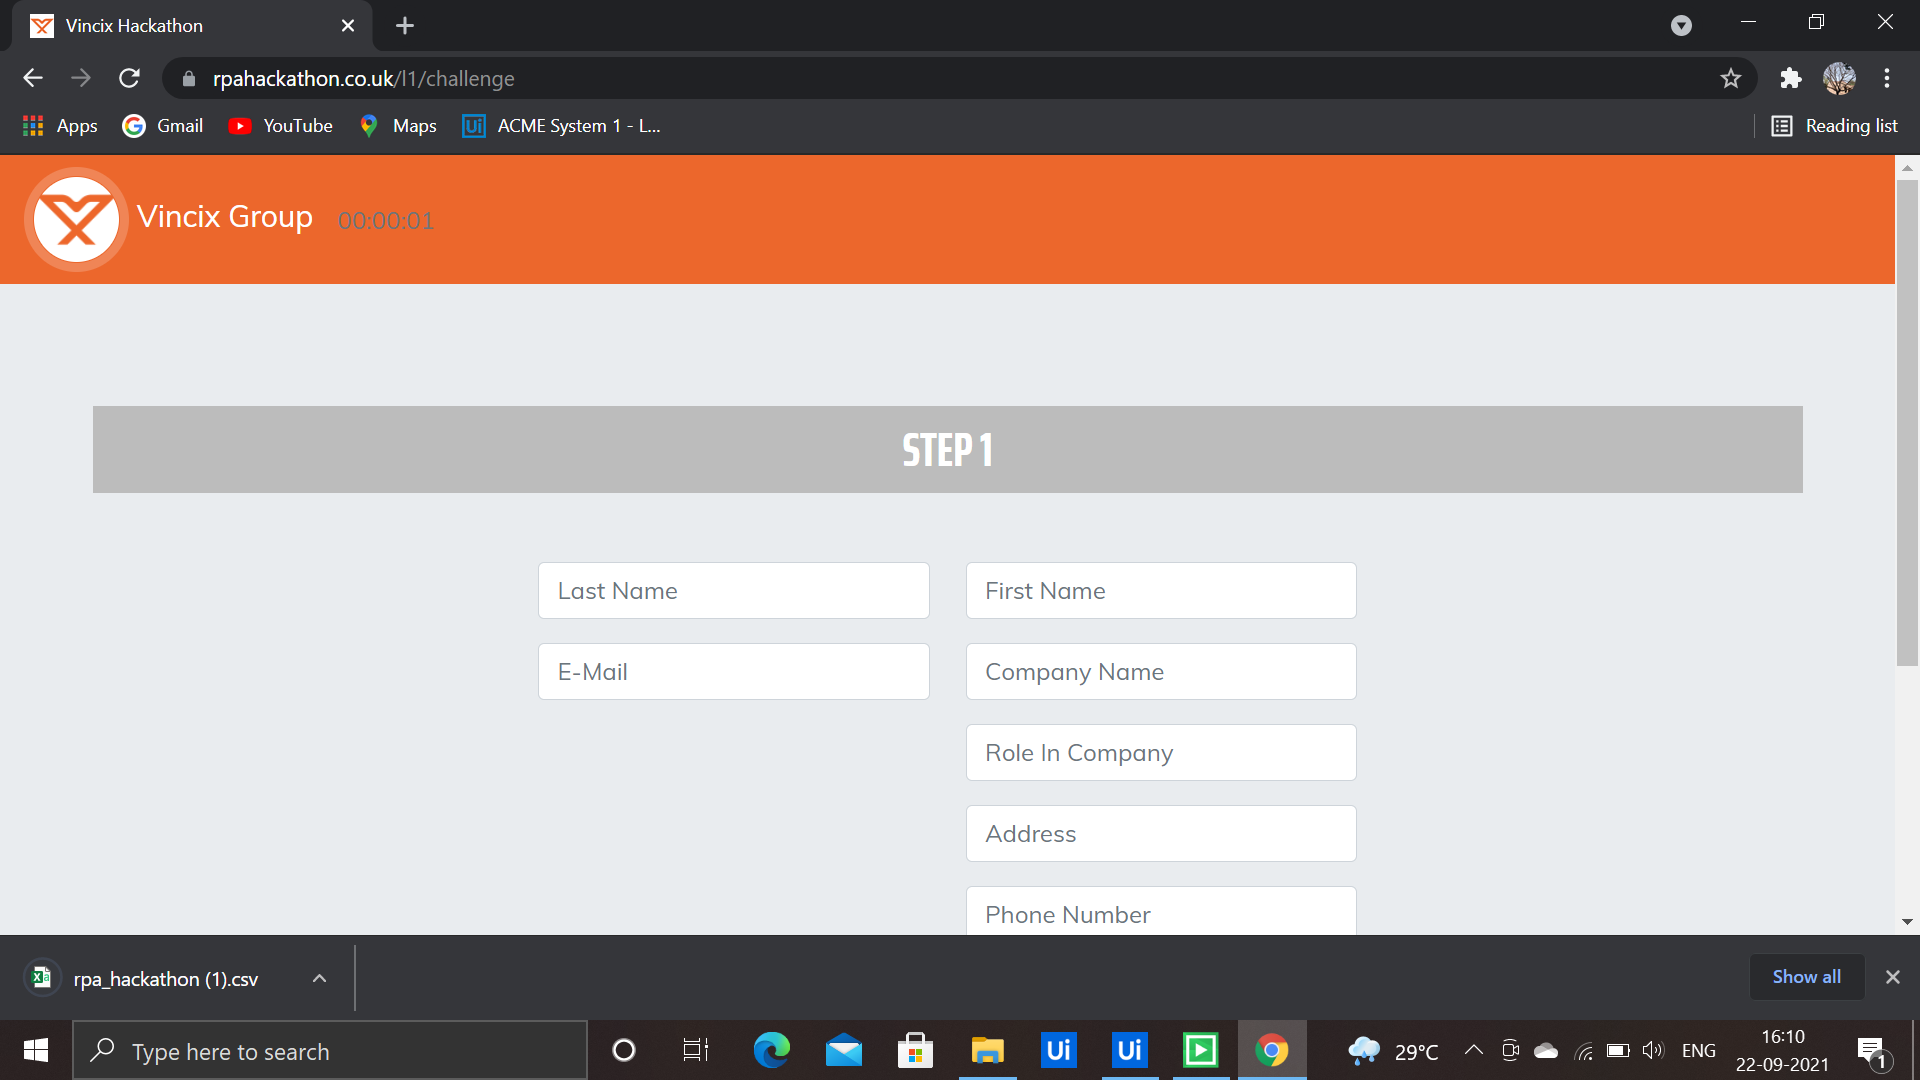 Vincix Hackathon
rpahackathon.co.uk/l1/challenge
Apps Gmail YouTube Maps Ui ACME System 1 - L... Reading list
Vincix Group 00:00:01
STEP 1
Last Name First Name
E-Mail Company Name
Role In Company
Address
Phone Number
rpa_hackathon (1).csv Show all
Type here to search Ui Ui 29°C ENG 16:10
22-09-2021 1